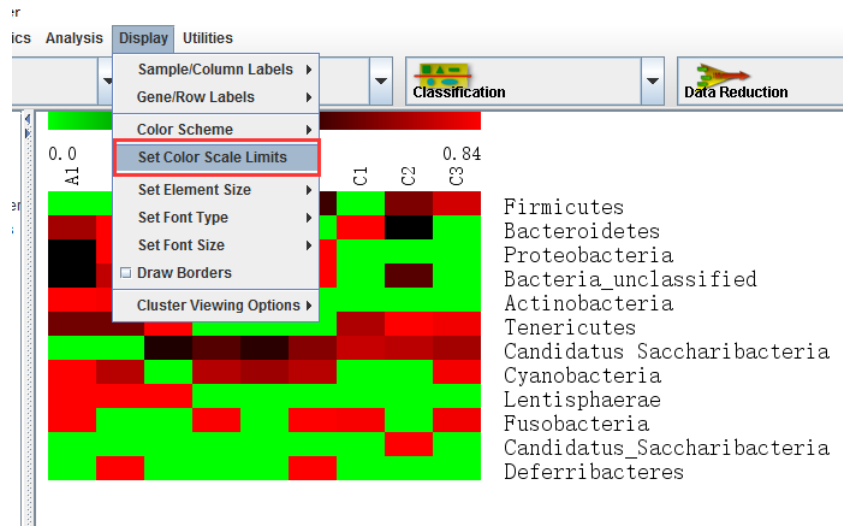 er
ics Analysis Display Utilities
Sample/Column Labels
Gene/Row Labels
Classification
Data Reduction
Color Scheme
Set Color Scale Limits
Set Element Size
Set Font Type
Set Font Size
Draw Borders
Cluster Viewing Options
0.0
0.84
A1
C1
C2
C3
er
s
Firmicutes
Bacteroidetes
Proteobacteria
Bacteria_unclassified
Actinobacteria
Tenericutes
Candidatus Saccharibacteria
Cyanobacteria
Lentisphaerae
Fusobacteria
Candidatus_Saccharibacteria
Deferribacteres